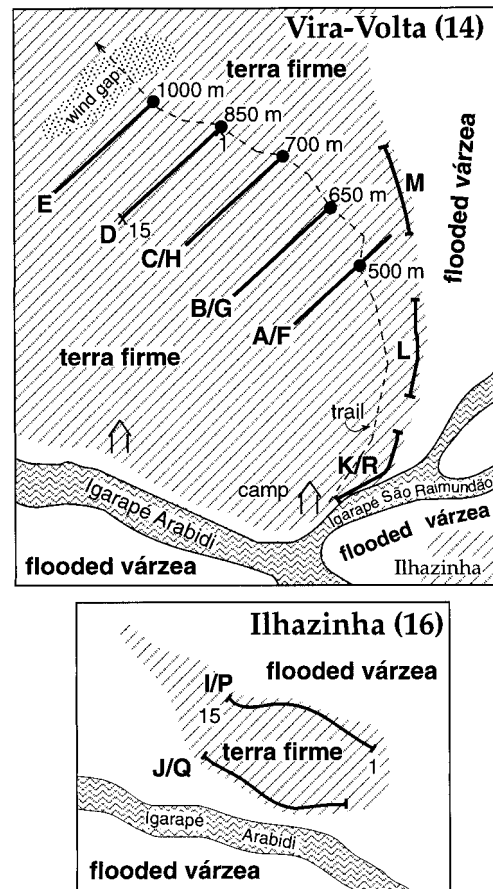 Vira-Volta (14)
terra firme
wind gap
1000 m
850 m
1
700 m
650 m
500 m
E
D
15
C/H
B/G
A/F
M
flooded várzea
L
terra firme
trail
K/R
camp
Igarapé Arabidi
Igarapé São Raimundão
flooded várzea
flooded várzea
Ilhazinha
Ilhazinha (16)
flooded várzea
I/P
15
terra firme
1
J/Q
Igarapé Arabidi
flooded várzea